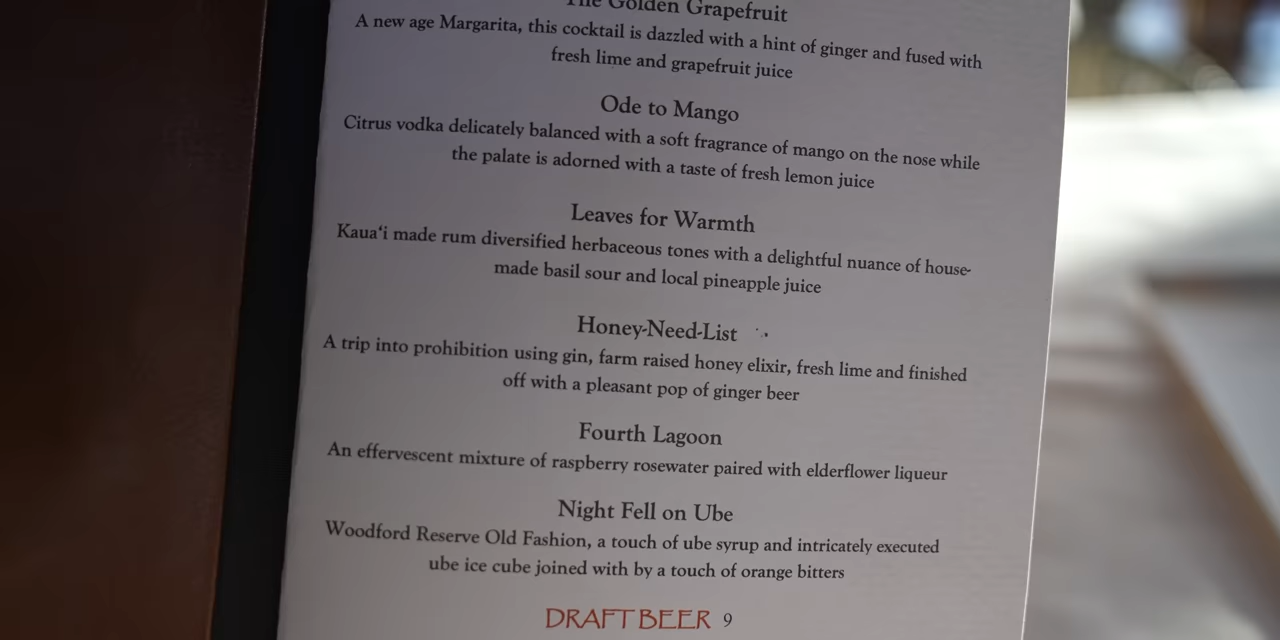 The Golden Grapefruit
A new age Margarita, this cocktail is dazzled with a hint of ginger and fused with
fresh lime and grapefruit juice
Ode to Mango
Citrus vodka delicately balanced with a soft fragrance of mango on the nose while
the palate is adorned with a taste of fresh lemon juice
Leaves for Warmth
Kauaʻi made rum diversified herbaceous tones with a delightful nuance of house-
made basil sour and local pineapple juice
Honey-Need-List
A trip into prohibition using gin, farm raised honey elixir, fresh lime and finished
off with a pleasant pop of ginger beer
Fourth Lagoon
An effervescent mixture of raspberry rosewater paired with elderflower liqueur
Night Fell on Ube
Woodford Reserve Old Fashion, a touch of ube syrup and intricately executed
ube ice cube joined with by a touch of orange bitters
DRAFT BEER 9